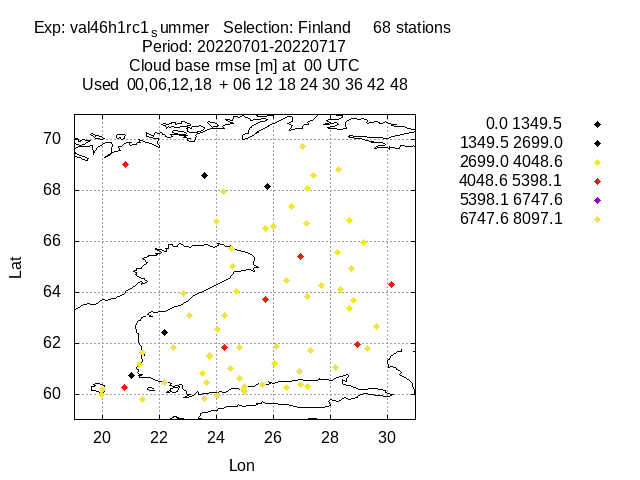 Exp: val46h1rc1summer Selection: Finland 68 stations
Period: 20220701-20220717
Cloud base rmse [m] at 00 UTC
Used 00,06,12,18 + 06 12 18 24 30 36 42 48
0.0 1349.5
1349.5 2699.0
2699.0 4048.6
4048.6 5398.1
5398.1 6747.6
6747.6 8097.1
70
68
66
64
62
60
Lat
20 22 24 26 28 30
Lon